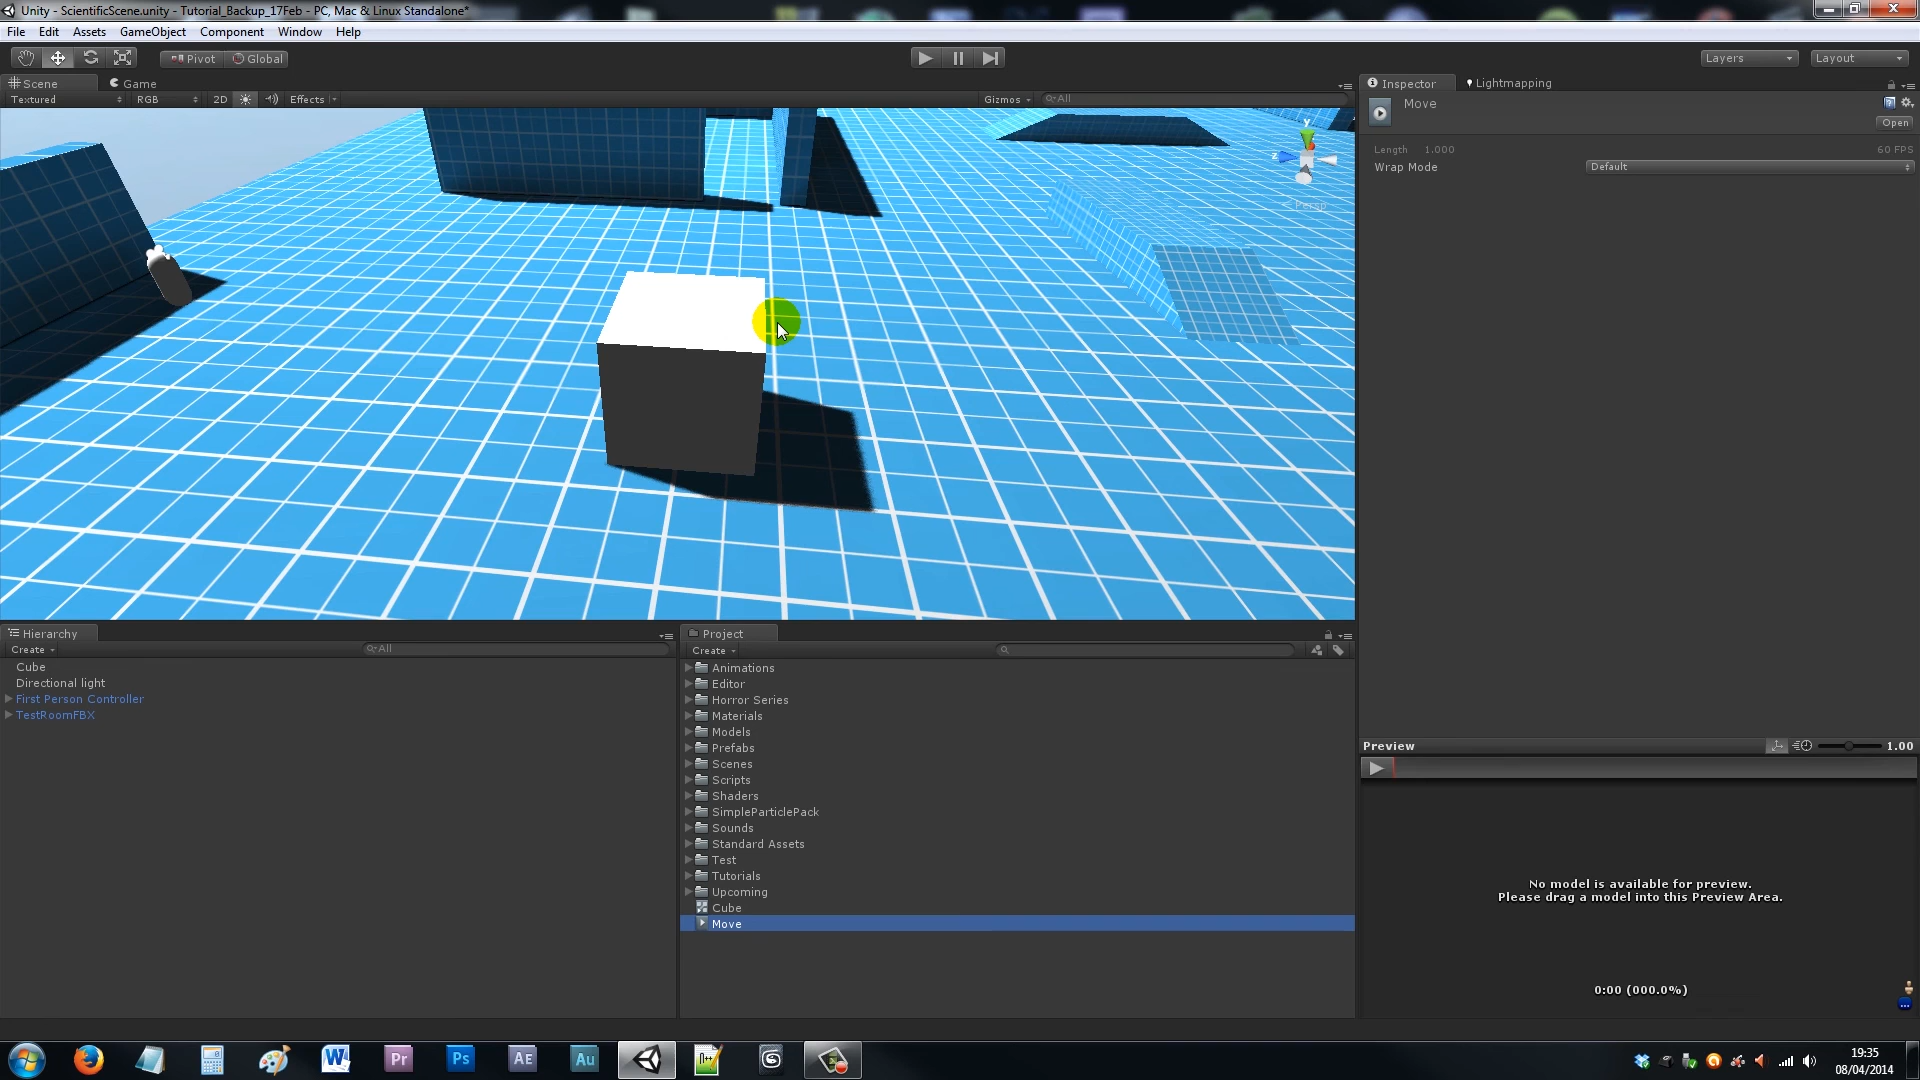 Unity - ScientificScene.unity - Tutorial_Backup_17Feb - PC, Mac & Linux Standalone*
File Edit Assets GameObject Component Window Help
Pivot Global
Layers Layout
Scene Game
Textured RGB 2D Effects Gizmos All
y
z
Persp
Inspector Lightmapping
Move
Open
Length 1.000 60 FPS
Wrap Mode Default
Hierarchy
Create All
Cube
Directional light
First Person Controller
TestRoomFBX
Project
Create
Animations
Editor
Horror Series
Materials
Models
Prefabs
Scenes
Scripts
Shaders
SimpleParticlePack
Sounds
Standard Assets
Test
Tutorials
Upcoming
Cube
Move
Preview 1.00
No model is available for preview.
Please drag a model into this Preview Area.
0:00 (000.0%)
W Pr Ps AE Au
19:35
08/04/2014